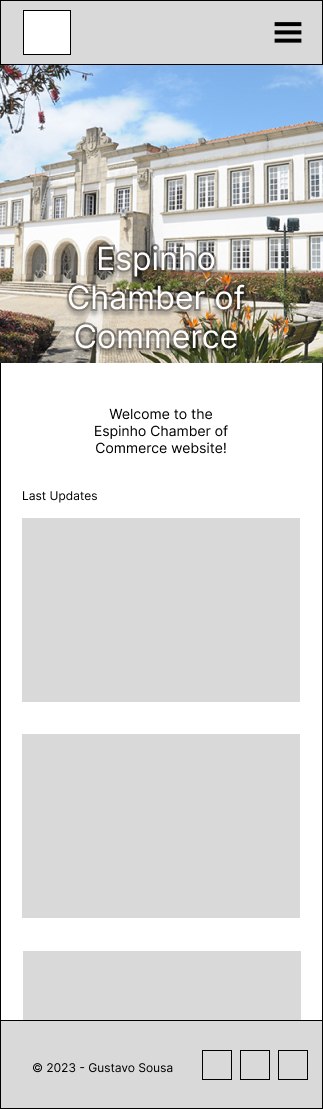 Espinho
Chamber of
Commerce
Welcome to the
Espinho Chamber of
Commerce website!
Last Updates
© 2023 - Gustavo Sousa